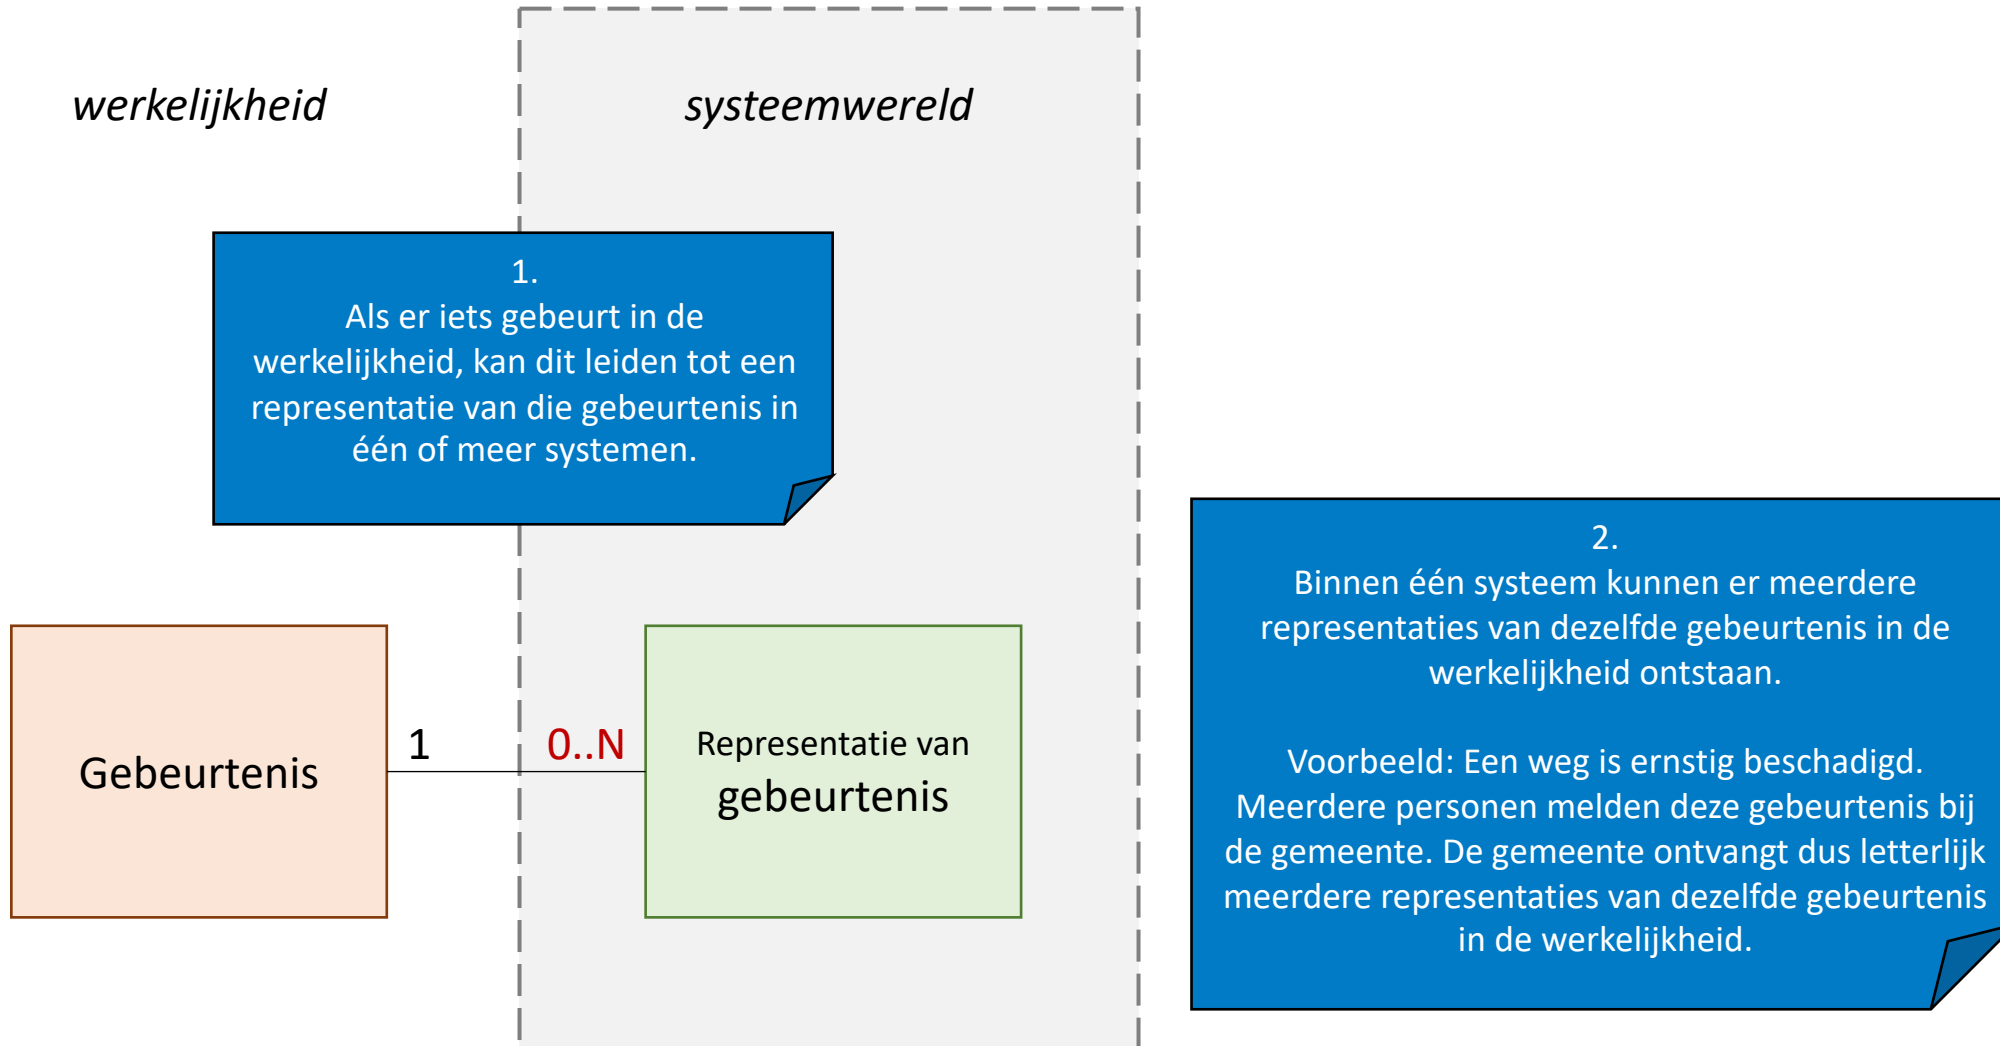 werkelijkheid
systeemwereld
1.
Als er iets gebeurt in de
werkelijkheid, kan dit leiden tot een
representatie van die gebeurtenis in
één of meer systemen.
2.
Binnen één systeem kunnen er meerdere
representaties van dezelfde gebeurtenis in de
werkelijkheid ontstaan.
Voorbeeld: Een weg is ernstig beschadigd.
Meerdere personen melden deze gebeurtenis bij
de gemeente. De gemeente ontvangt dus letterlijk
meerdere representaties van dezelfde gebeurtenis
in de werkelijkheid.
Gebeurtenis
1
0..N
Representatie van
gebeurtenis